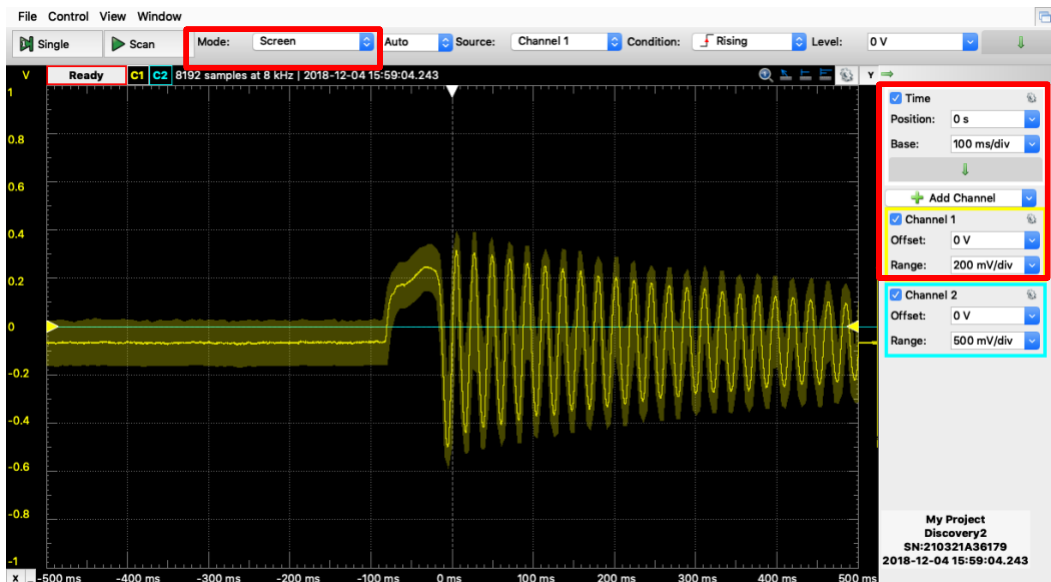 File Control View Window
Single Scan Mode: Screen Auto Source: Channel 1 Condition: Rising Level: 0 V
V Ready C1 C2 8192 samples at 8 kHz | 2018-12-04 15:59:04.243 Y
1
0.8
0.6
0.4
0.2
0
-0.2
-0.4
-0.6
-0.8
-1
X -500 ms -400 ms -300 ms -200 ms -100 ms 0 ms 100 ms 200 ms 300 ms 400 ms 500 ms
Time
Position: 0 s
Base: 100 ms/div
Add Channel
Channel 1
Offset: 0 V
Range: 200 mV/div
Channel 2
Offset: 0 V
Range: 500 mV/div
My Project
Discovery2
SN:210321A36179
2018-12-04 15:59:04.243